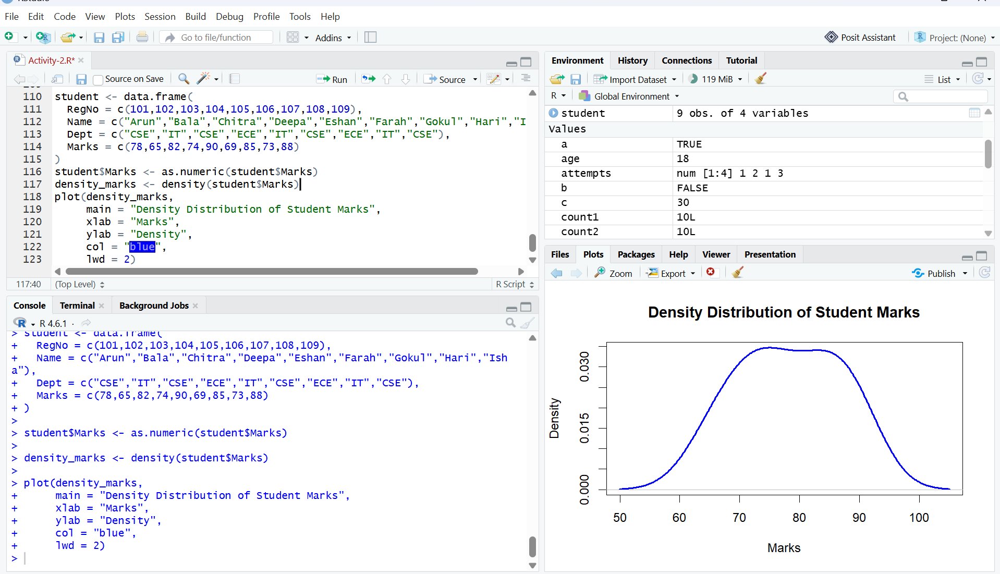 File Edit Code View Plots Session Build Debug Profile Tools Help
Go to file/function Addins Posit Assistant Project: (None)
Activity-2.R*
Source on Save Run Source
110 student <- data.frame(
111 RegNo = c(101,102,103,104,105,106,107,108,109),
112 Name = c("Arun","Bala","Chitra","Deepa","Eshan","Farah","Gokul","Hari","I
113 Dept = c("CSE","IT","CSE","ECE","IT","CSE","ECE","IT","CSE"),
114 Marks = c(78,65,82,74,90,69,85,73,88)
115 )
116 student$Marks <- as.numeric(student$Marks)
117 density_marks <- density(student$Marks)
118 plot(density_marks,
119 main = "Density Distribution of Student Marks",
120 xlab = "Marks",
121 ylab = "Density",
122 col = "blue",
123 lwd = 2)
117:40 (Top Level) R Script
Console Terminal Background Jobs
R 4.6.1 ·
> student <- data.frame(
+ RegNo = c(101,102,103,104,105,106,107,108,109),
+ Name = c("Arun","Bala","Chitra","Deepa","Eshan","Farah","Gokul","Hari","Ish
a"),
+ Dept = c("CSE","IT","CSE","ECE","IT","CSE","ECE","IT","CSE"),
+ Marks = c(78,65,82,74,90,69,85,73,88)
+ )
>
> student$Marks <- as.numeric(student$Marks)
>
> density_marks <- density(student$Marks)
>
> plot(density_marks,
+ main = "Density Distribution of Student Marks",
+ xlab = "Marks",
+ ylab = "Density",
+ col = "blue",
+ lwd = 2)
>
Environment History Connections Tutorial
Import Dataset 119 MiB List
R Global Environment
student 9 obs. of 4 variables
Values
a TRUE
age 18
attempts num [1:4] 1 2 1 3
b FALSE
c 30
count1 10L
count2 10L
Files Plots Packages Help Viewer Presentation
Zoom Export Publish
Density Distribution of Student Marks
Density
0.030
0.015
0.000
50 60 70 80 90 100
Marks